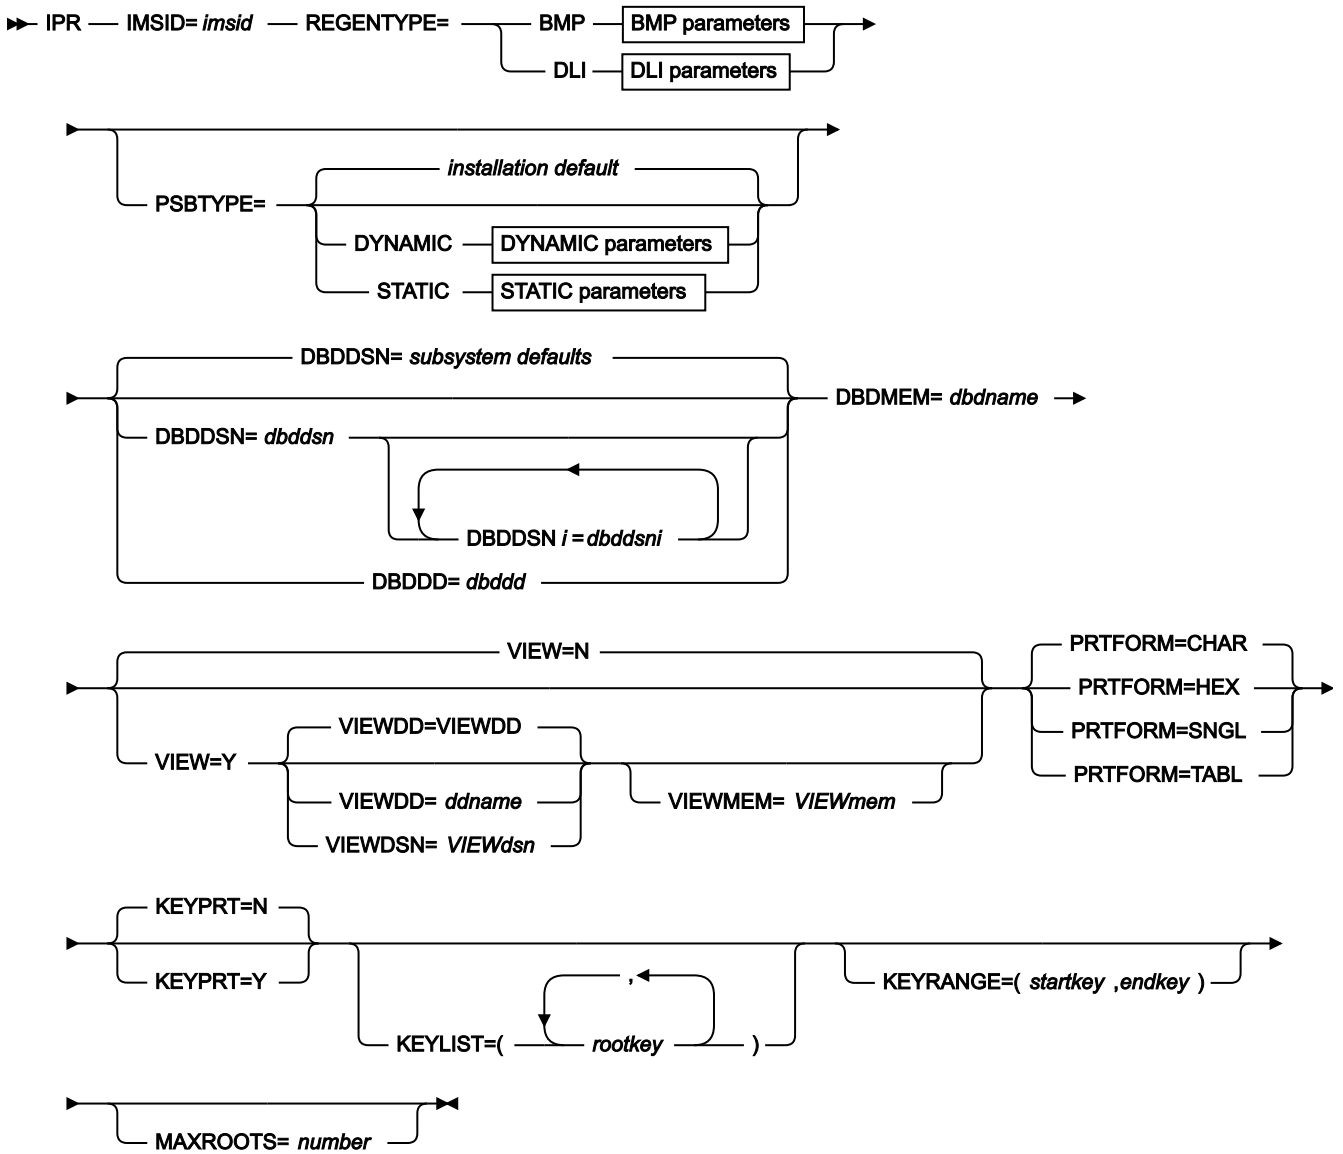 IPR IMSID= imsid REGENTYPE= BMP BMP parameters
DLI DLI parameters
installation default
PSBTYPE=
DYNAMIC DYNAMIC parameters
STATIC STATIC parameters
DBDDSN= subsystem defaults
DBDMEM= dbdname
DBDDSN= dbddsn
DBDDSN i =dbddsni
DBDDD= dbddd
VIEW=N
PRTFORM=CHAR
PRTFORM=HEX
PRTFORM=SNGL
PRTFORM=TABL
VIEWDD=VIEWDD
VIEW=Y
VIEWDD= ddname
VIEWMEM= VIEWmem
VIEWDSN= VIEWdsn
KEYPRT=N
KEYPRT=Y
,
KEYLIST=( rootkey )
KEYRANGE=( startkey ,endkey )
MAXROOTS= number